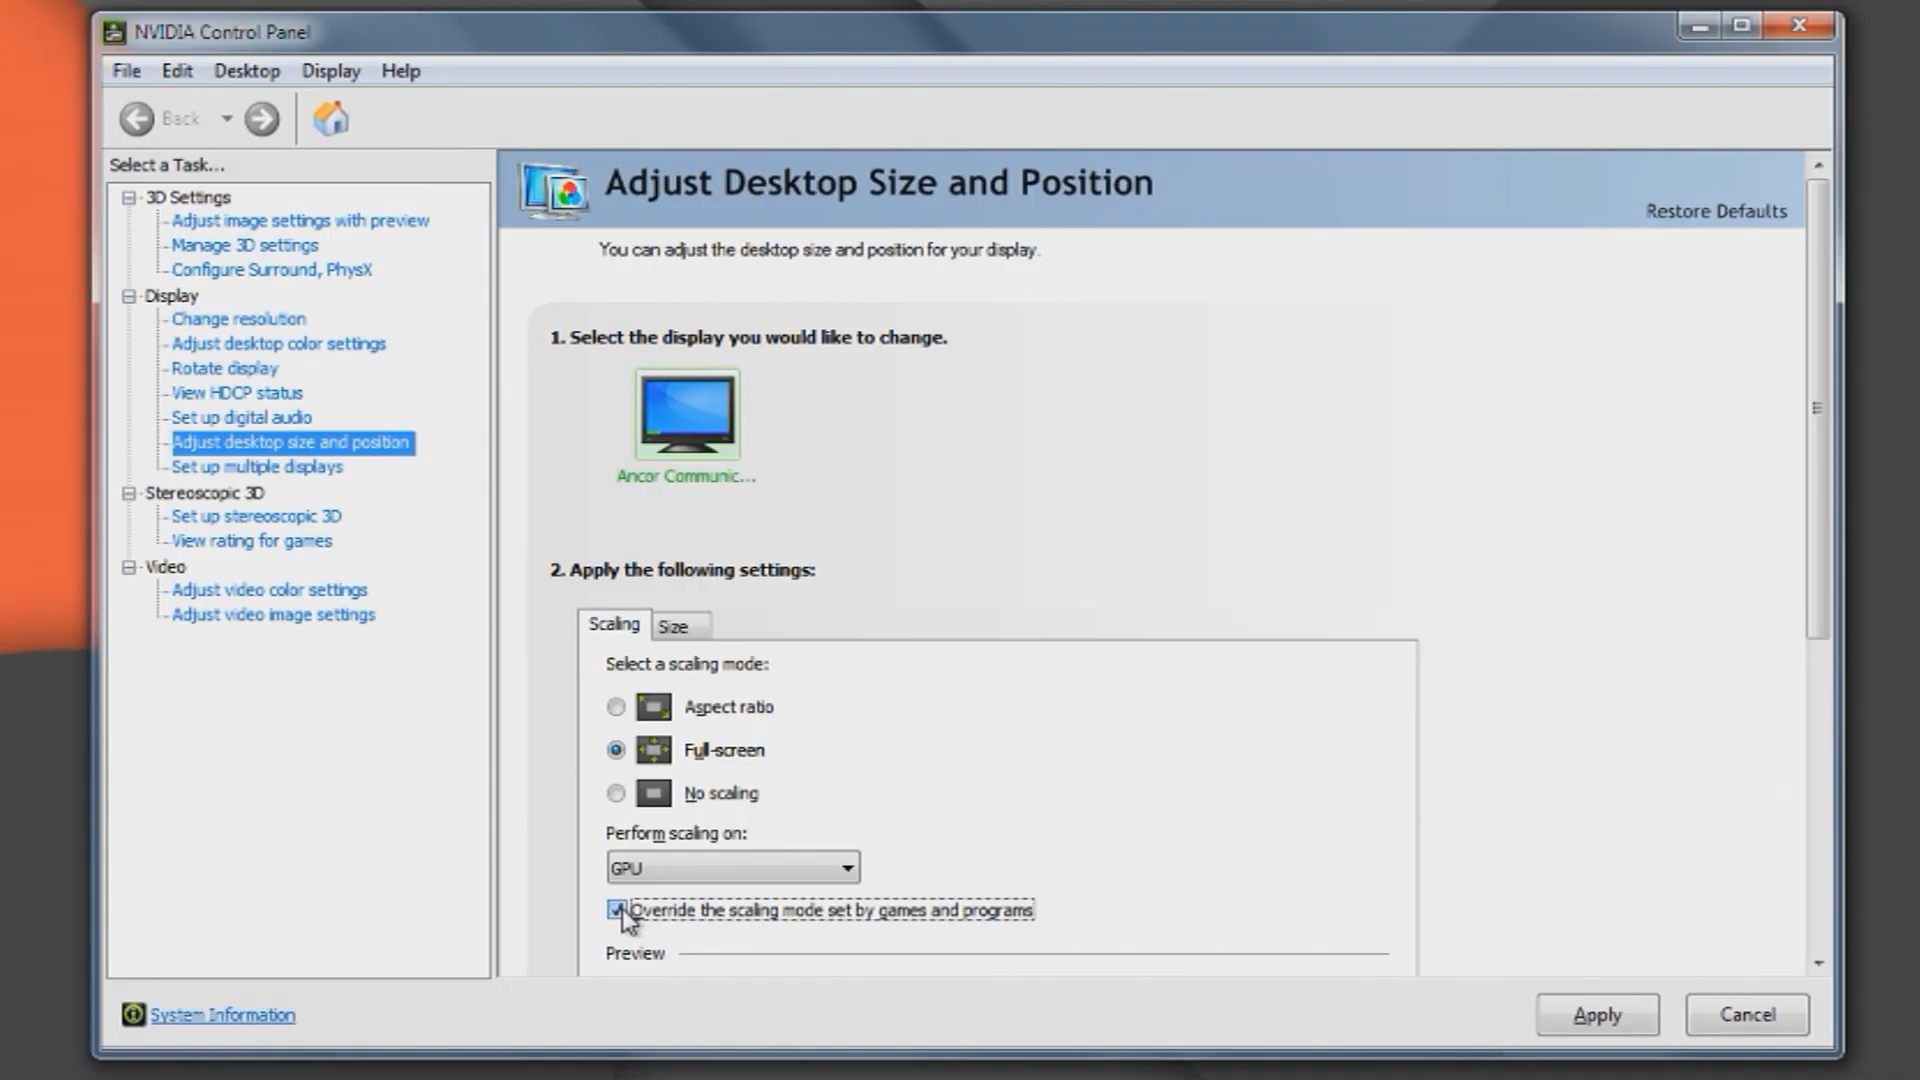 NVIDIA Control Panel
File Edit Desktop Display Help
Back
Select a Task...
3D Settings
Adjust image settings with preview
Manage 3D settings
Configure Surround, PhysX
Display
Change resolution
Adjust desktop color settings
Rotate display
View HDCP status
Set up digital audio
Adjust desktop size and position
Set up multiple displays
Stereoscopic 3D
Set up stereoscopic 3D
View rating for games
Video
Adjust video color settings
Adjust video image settings
System Information
Adjust Desktop Size and Position
Restore Defaults
You can adjust the desktop size and position for your display.
1. Select the display you would like to change.
Ancor Communic...
2. Apply the following settings:
Scaling Size
Select a scaling mode:
Aspect ratio
Full-screen
No scaling
Perform scaling on:
GPU
Override the scaling mode set by games and programs
Preview
Apply Cancel